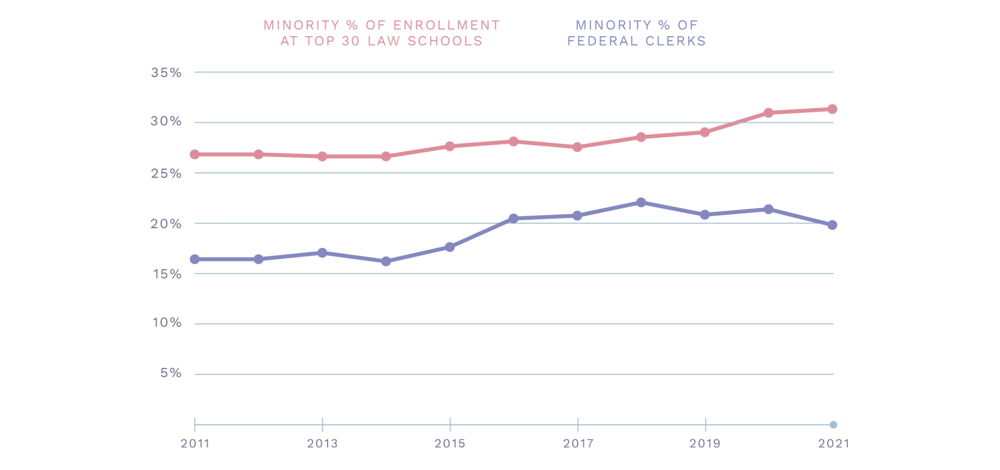 MINORITY % OF ENROLLMENT
AT TOP 30 LAW SCHOOLS
MINORITY % OF
FEDERAL CLERKS
35%
30%
25%
20%
15%
10%
5%
2011 2013 2015 2017 2019 2021